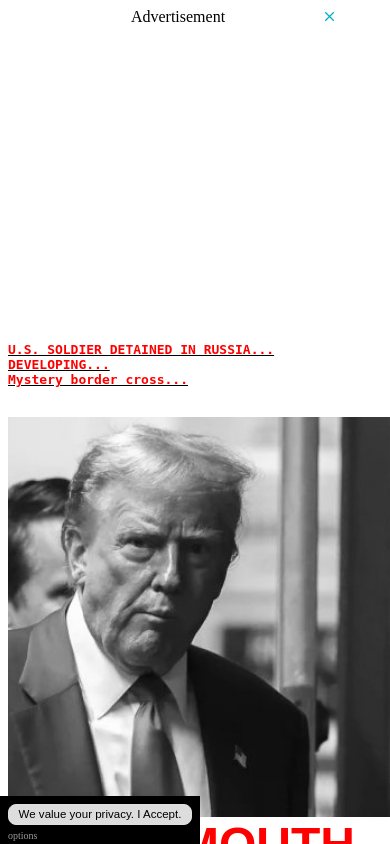 Advertisement
×
U.S. SOLDIER DETAINED IN RUSSIA...
DEVELOPING...
Mystery border cross...
MOUTH
We value your privacy. I Accept.
options